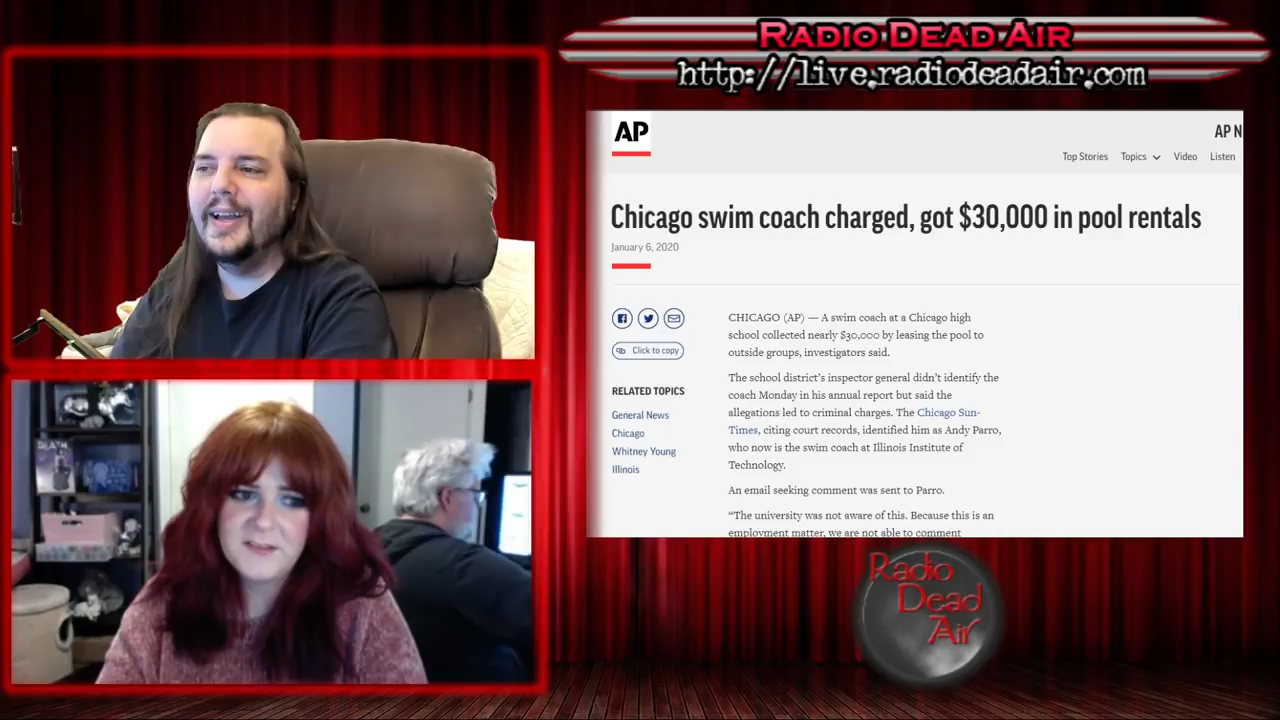 RADIO DEAD AIR
http://live.radiodeadair.com
AP
AP N
Top Stories
Topics
Video
Listen
Chicago swim coach charged, got $30,000 in pool rentals
January 6, 2020
Click to copy
RELATED TOPICS
General News
Chicago
Whitney Young
Illinois
CHICAGO (AP) — A swim coach at a Chicago high
school collected nearly $30,000 by leasing the pool to
outside groups, investigators said.
The school district's inspector general didn't identify the
coach Monday in his annual report but said the
allegations led to criminal charges. The Chicago Sun-
Times, citing court records, identified him as Andy Parro,
who now is the swim coach at Illinois Institute of
Technology.
An email seeking comment was sent to Parro.
“The university was not aware of this. Because this is an
employment matter, we are not able to comment
Radio
Dead
Air
DEATH